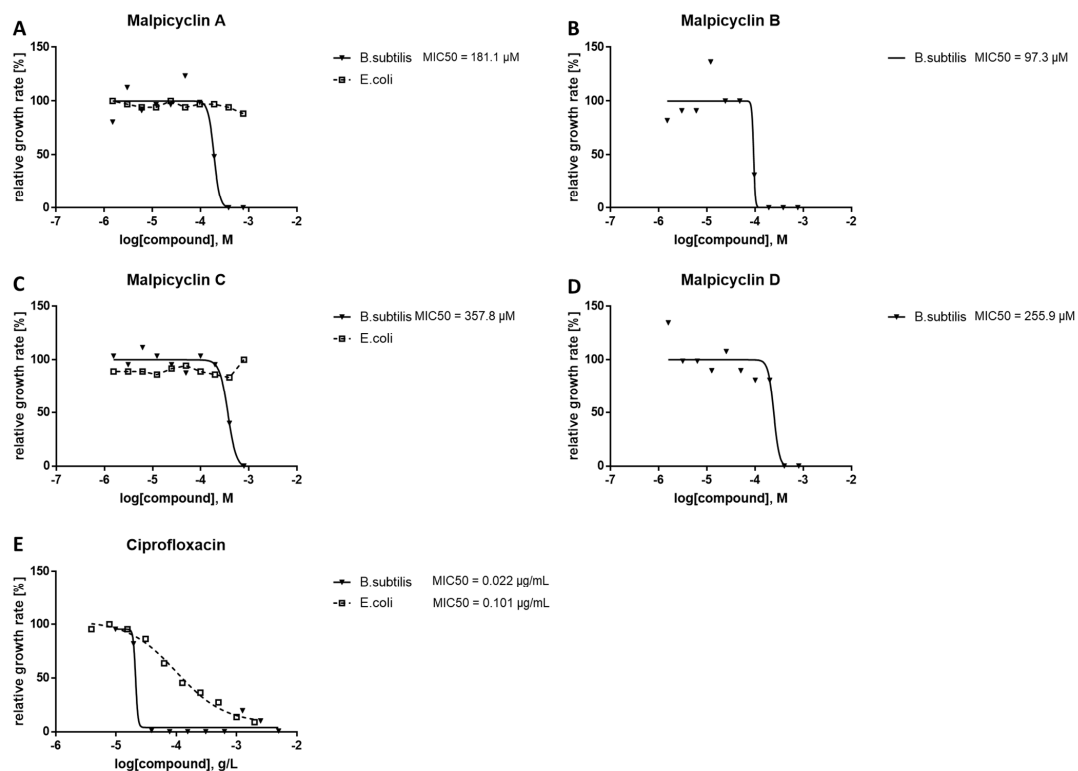 A
Malpicyclin A
relative growth rate [%]
150
100
50
0
-7
-6
-5
-4
-3
-2
log[compound], M
B.subtilis MIC50 = 181.1 µM
E.coli
B
Malpicyclin B
relative growth rate [%]
150
100
50
0
-7
-6
-5
-4
-3
-2
log[compound], M
B.subtilis MIC50 = 97.3 µM
C
Malpicyclin C
relative growth rate [%]
150
100
50
0
-7
-6
-5
-4
-3
-2
log[compound], M
B.subtilis MIC50 = 357.8 µM
E.coli
D
Malpicyclin D
relative growth rate [%]
150
100
50
0
-7
-6
-5
-4
-3
-2
log[compound], M
B.subtilis MIC50 = 255.9 µM
E
Ciprofloxacin
relative growth rate [%]
150
100
50
0
-6
-5
-4
-3
-2
log[compound], g/L
B.subtilis MIC50 = 0.022 µg/mL
E.coli MIC50 = 0.101 µg/mL